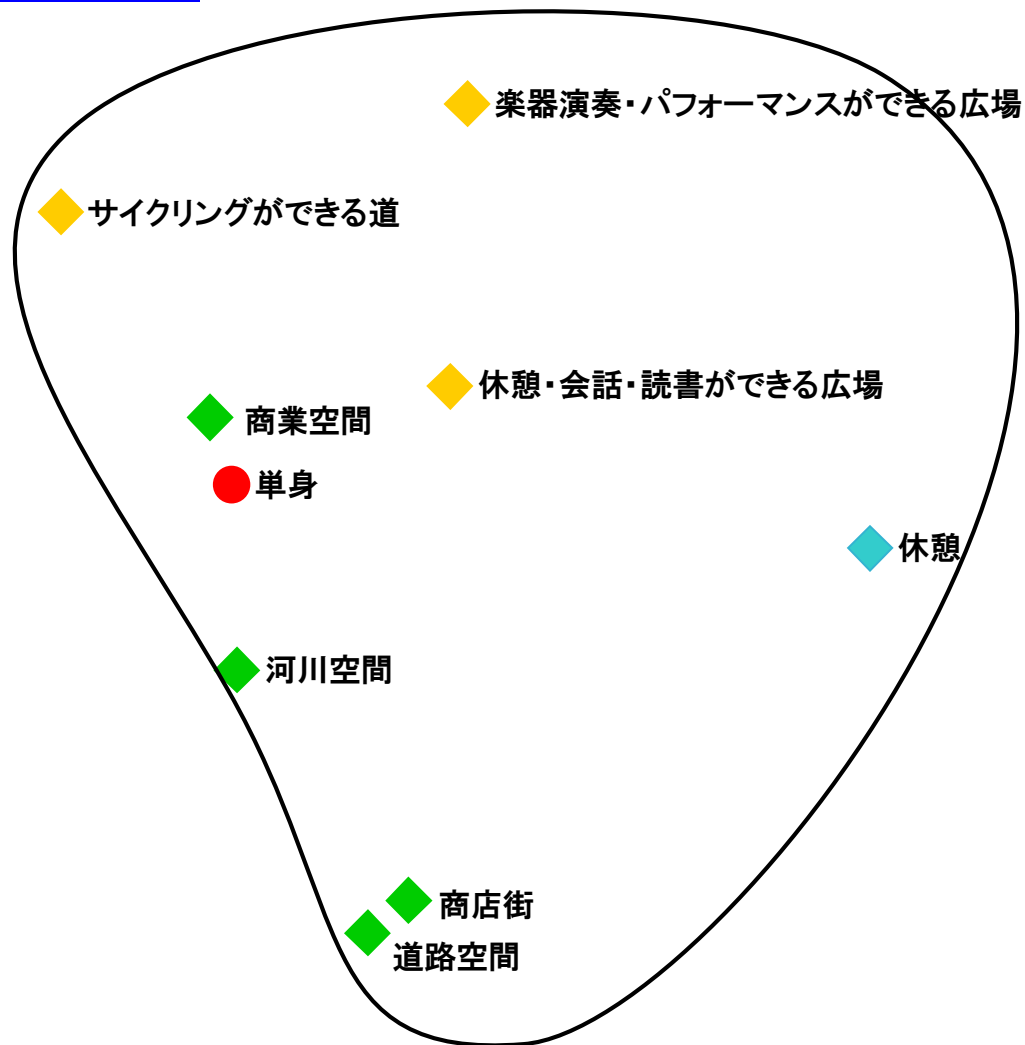 楽器演奏・パフォーマンスができる広場
サイクリングができる道
休憩・会話・読書ができる広場
商業空間
単身
休憩
河川空間
商店街
道路空間